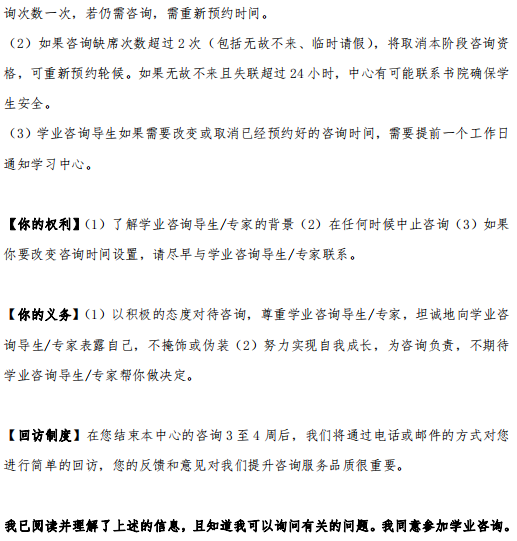 询次数一次，若仍需咨询，需重新预约时间。
（2）如果咨询缺席次数超过 2 次（包括无故不来、临时请假），将取消本阶段咨询资
格，可重新预约轮候。如果无故不来且失联超过 24 小时，中心有可能联系书院确保学
生安全。
（3）学业咨询导生如果需要改变或取消已经预约好的咨询时间，需要提前一个工作日
通知学习中心。
【你的权利】（1）了解学业咨询导生/专家的背景（2）在任何时候中止咨询（3）如果
你要改变咨询时间设置，请尽早与学业咨询导生/专家联系。
【你的义务】（1）以积极的态度对待咨询，尊重学业咨询导生/专家，坦诚地向学业咨
询导生/专家表露自己，不掩饰或伪装（2）努力实现自我成长，为咨询负责，不期待
学业咨询导生/专家帮你做决定。
【回访制度】在您结束本中心的咨询 3 至 4 周后，我们将通过电话或邮件的方式对您
进行简单的回访，您的反馈和意见对我们提升咨询服务品质很重要。
我已阅读并理解了上述的信息，且知道我可以询问有关的问题。我同意参加学业咨询。